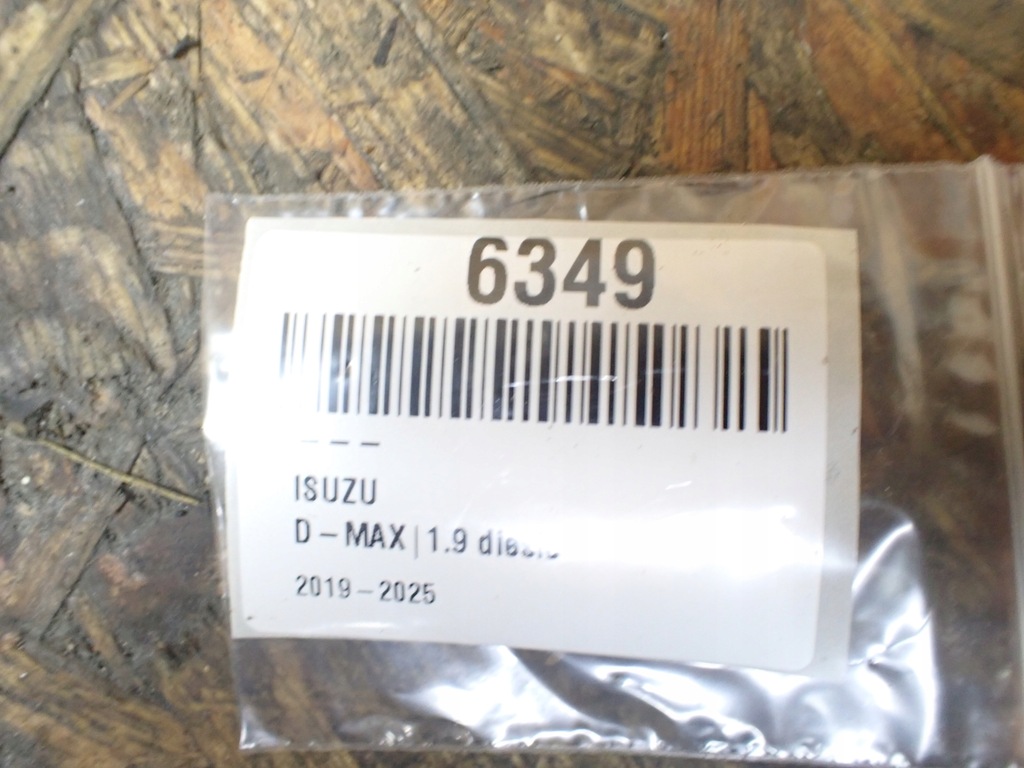 6349
– – –
ISUZU
D – MAX | 1.9
2019 – 2025